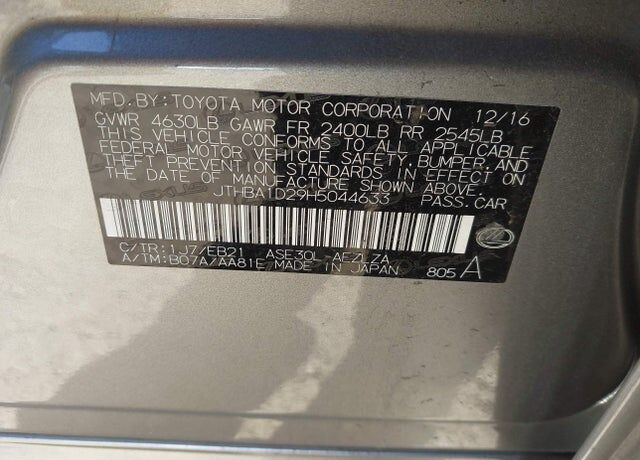 MFD. BY: TOYOTA MOTOR CORPORATION 12/16
GVWR 4630LB GAWR FR 2400LB RR 2545LB
THIS VEHICLE CONFORMS TO ALL APPLICABLE
FEDERAL MOTOR VEHICLE SAFETY, BUMPER, AND
THEFT PREVENTION STANDARDS IN EFFECT ON
THE DATE OF MANUFACTURE SHOWN ABOVE.
JTHBA1D29H5044633 PASS. CAR
C/TR: 1J7/EB21 ASE30L-AEZLZA
A/TM: B07A/AA81E MADE IN JAPAN 805 A